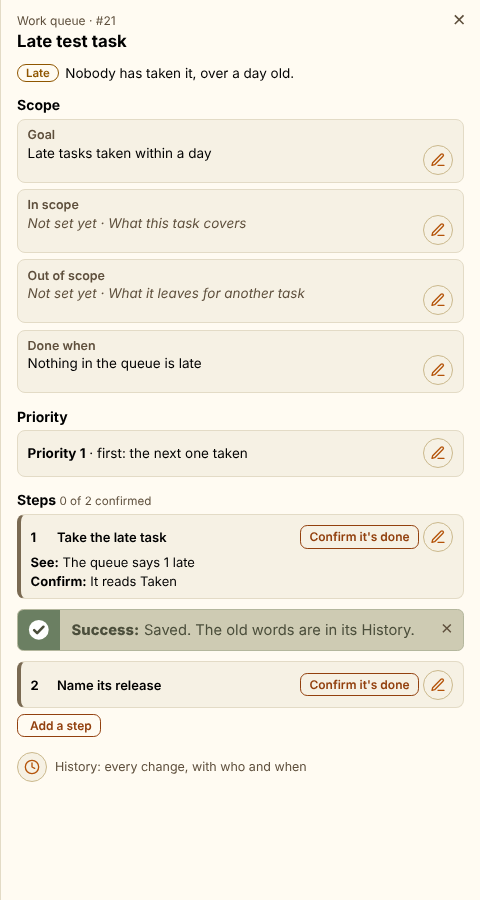 Work queue · #21
Late test task
Late Nobody has taken it, over a day old.
Scope
Goal
Late tasks taken within a day
In scope
Not set yet · What this task covers
Out of scope
Not set yet · What it leaves for another task
Done when
Nothing in the queue is late
Priority
Priority 1 · first: the next one taken
Steps 0 of 2 confirmed
1 Take the late task Confirm it's done
See: The queue says 1 late
Confirm: It reads Taken
Success: Saved. The old words are in its History.
2 Name its release Confirm it's done
Add a step
History: every change, with who and when